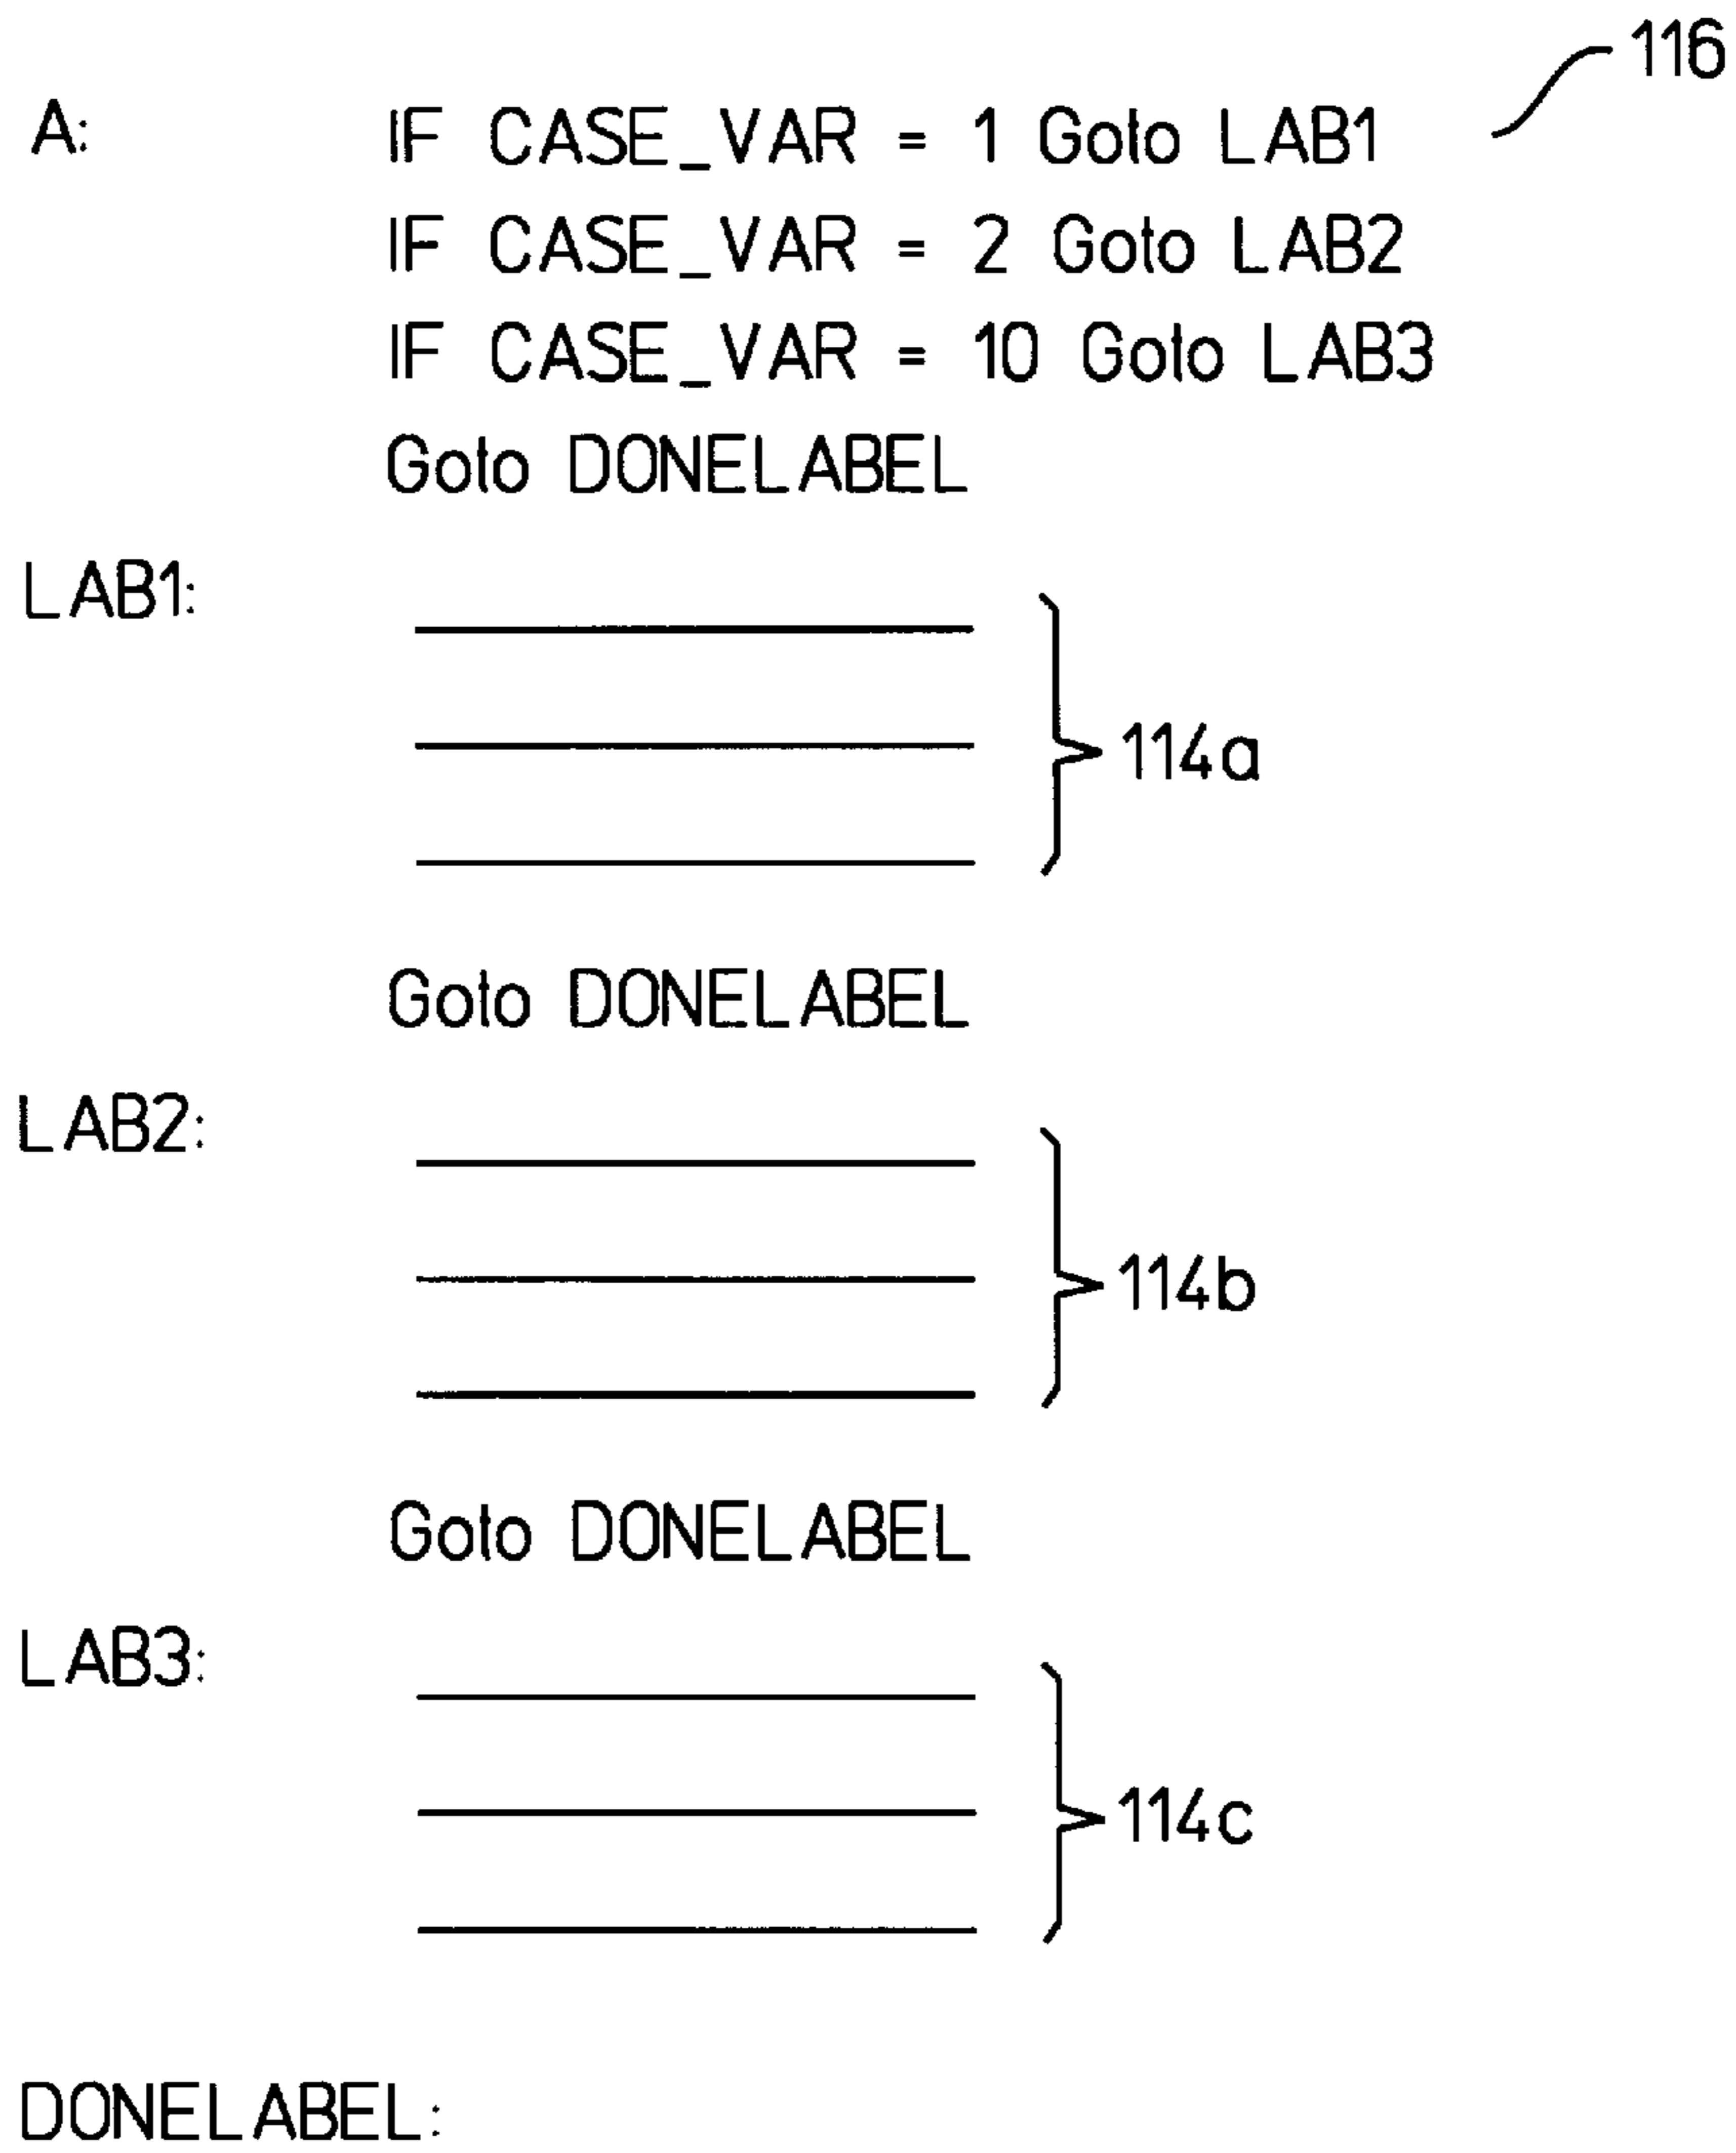 116
A: IF CASE_VAR = 1 Goto LAB1
IF CASE_VAR = 2 Goto LAB2
IF CASE_VAR = 10 Goto LAB3
Goto DONELABEL
LAB1:
114a
Goto DONELABEL
LAB2:
114b
Goto DONELABEL
LAB3:
114c
DONELABEL: